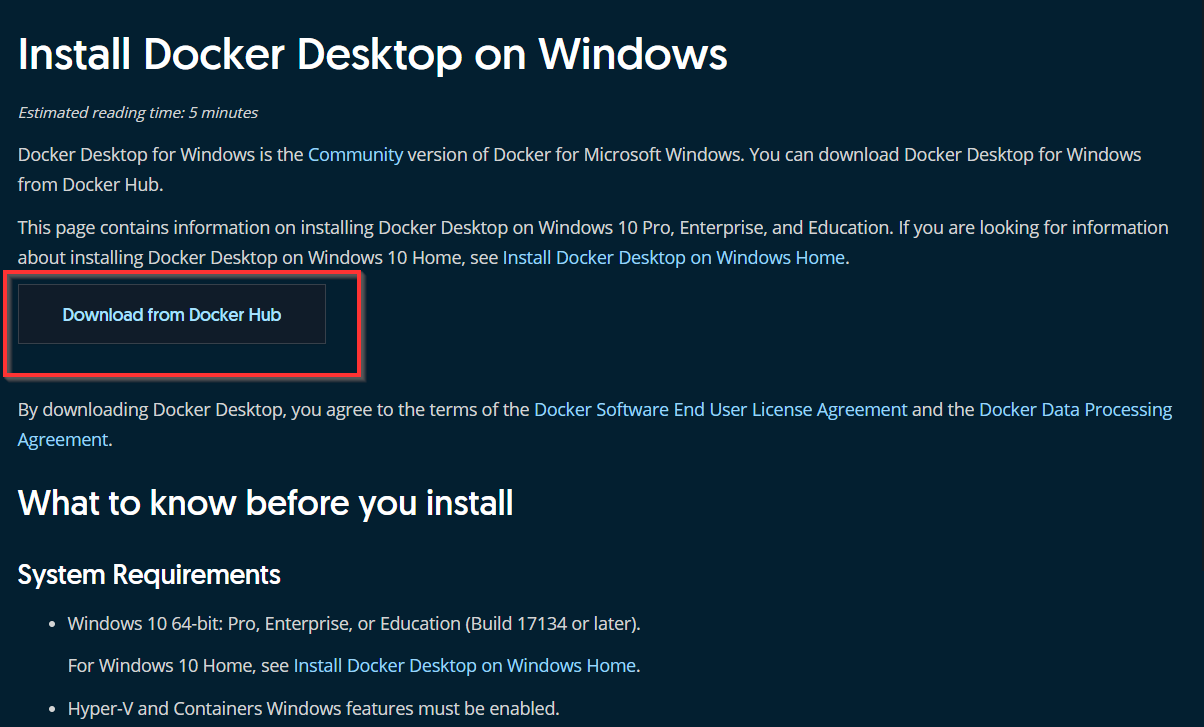 Install Docker Desktop on Windows
Estimated reading time: 5 minutes
Docker Desktop for Windows is the Community version of Docker for Microsoft Windows. You can download Docker Desktop for Windows
from Docker Hub.
This page contains information on installing Docker Desktop on Windows 10 Pro, Enterprise, and Education. If you are looking for information
about installing Docker Desktop on Windows 10 Home, see Install Docker Desktop on Windows Home.
Download from Docker Hub
By downloading Docker Desktop, you agree to the terms of the Docker Software End User License Agreement and the Docker Data Processing
Agreement.
What to know before you install
System Requirements
• Windows 10 64-bit: Pro, Enterprise, or Education (Build 17134 or later).
For Windows 10 Home, see Install Docker Desktop on Windows Home.
• Hyper-V and Containers Windows features must be enabled.